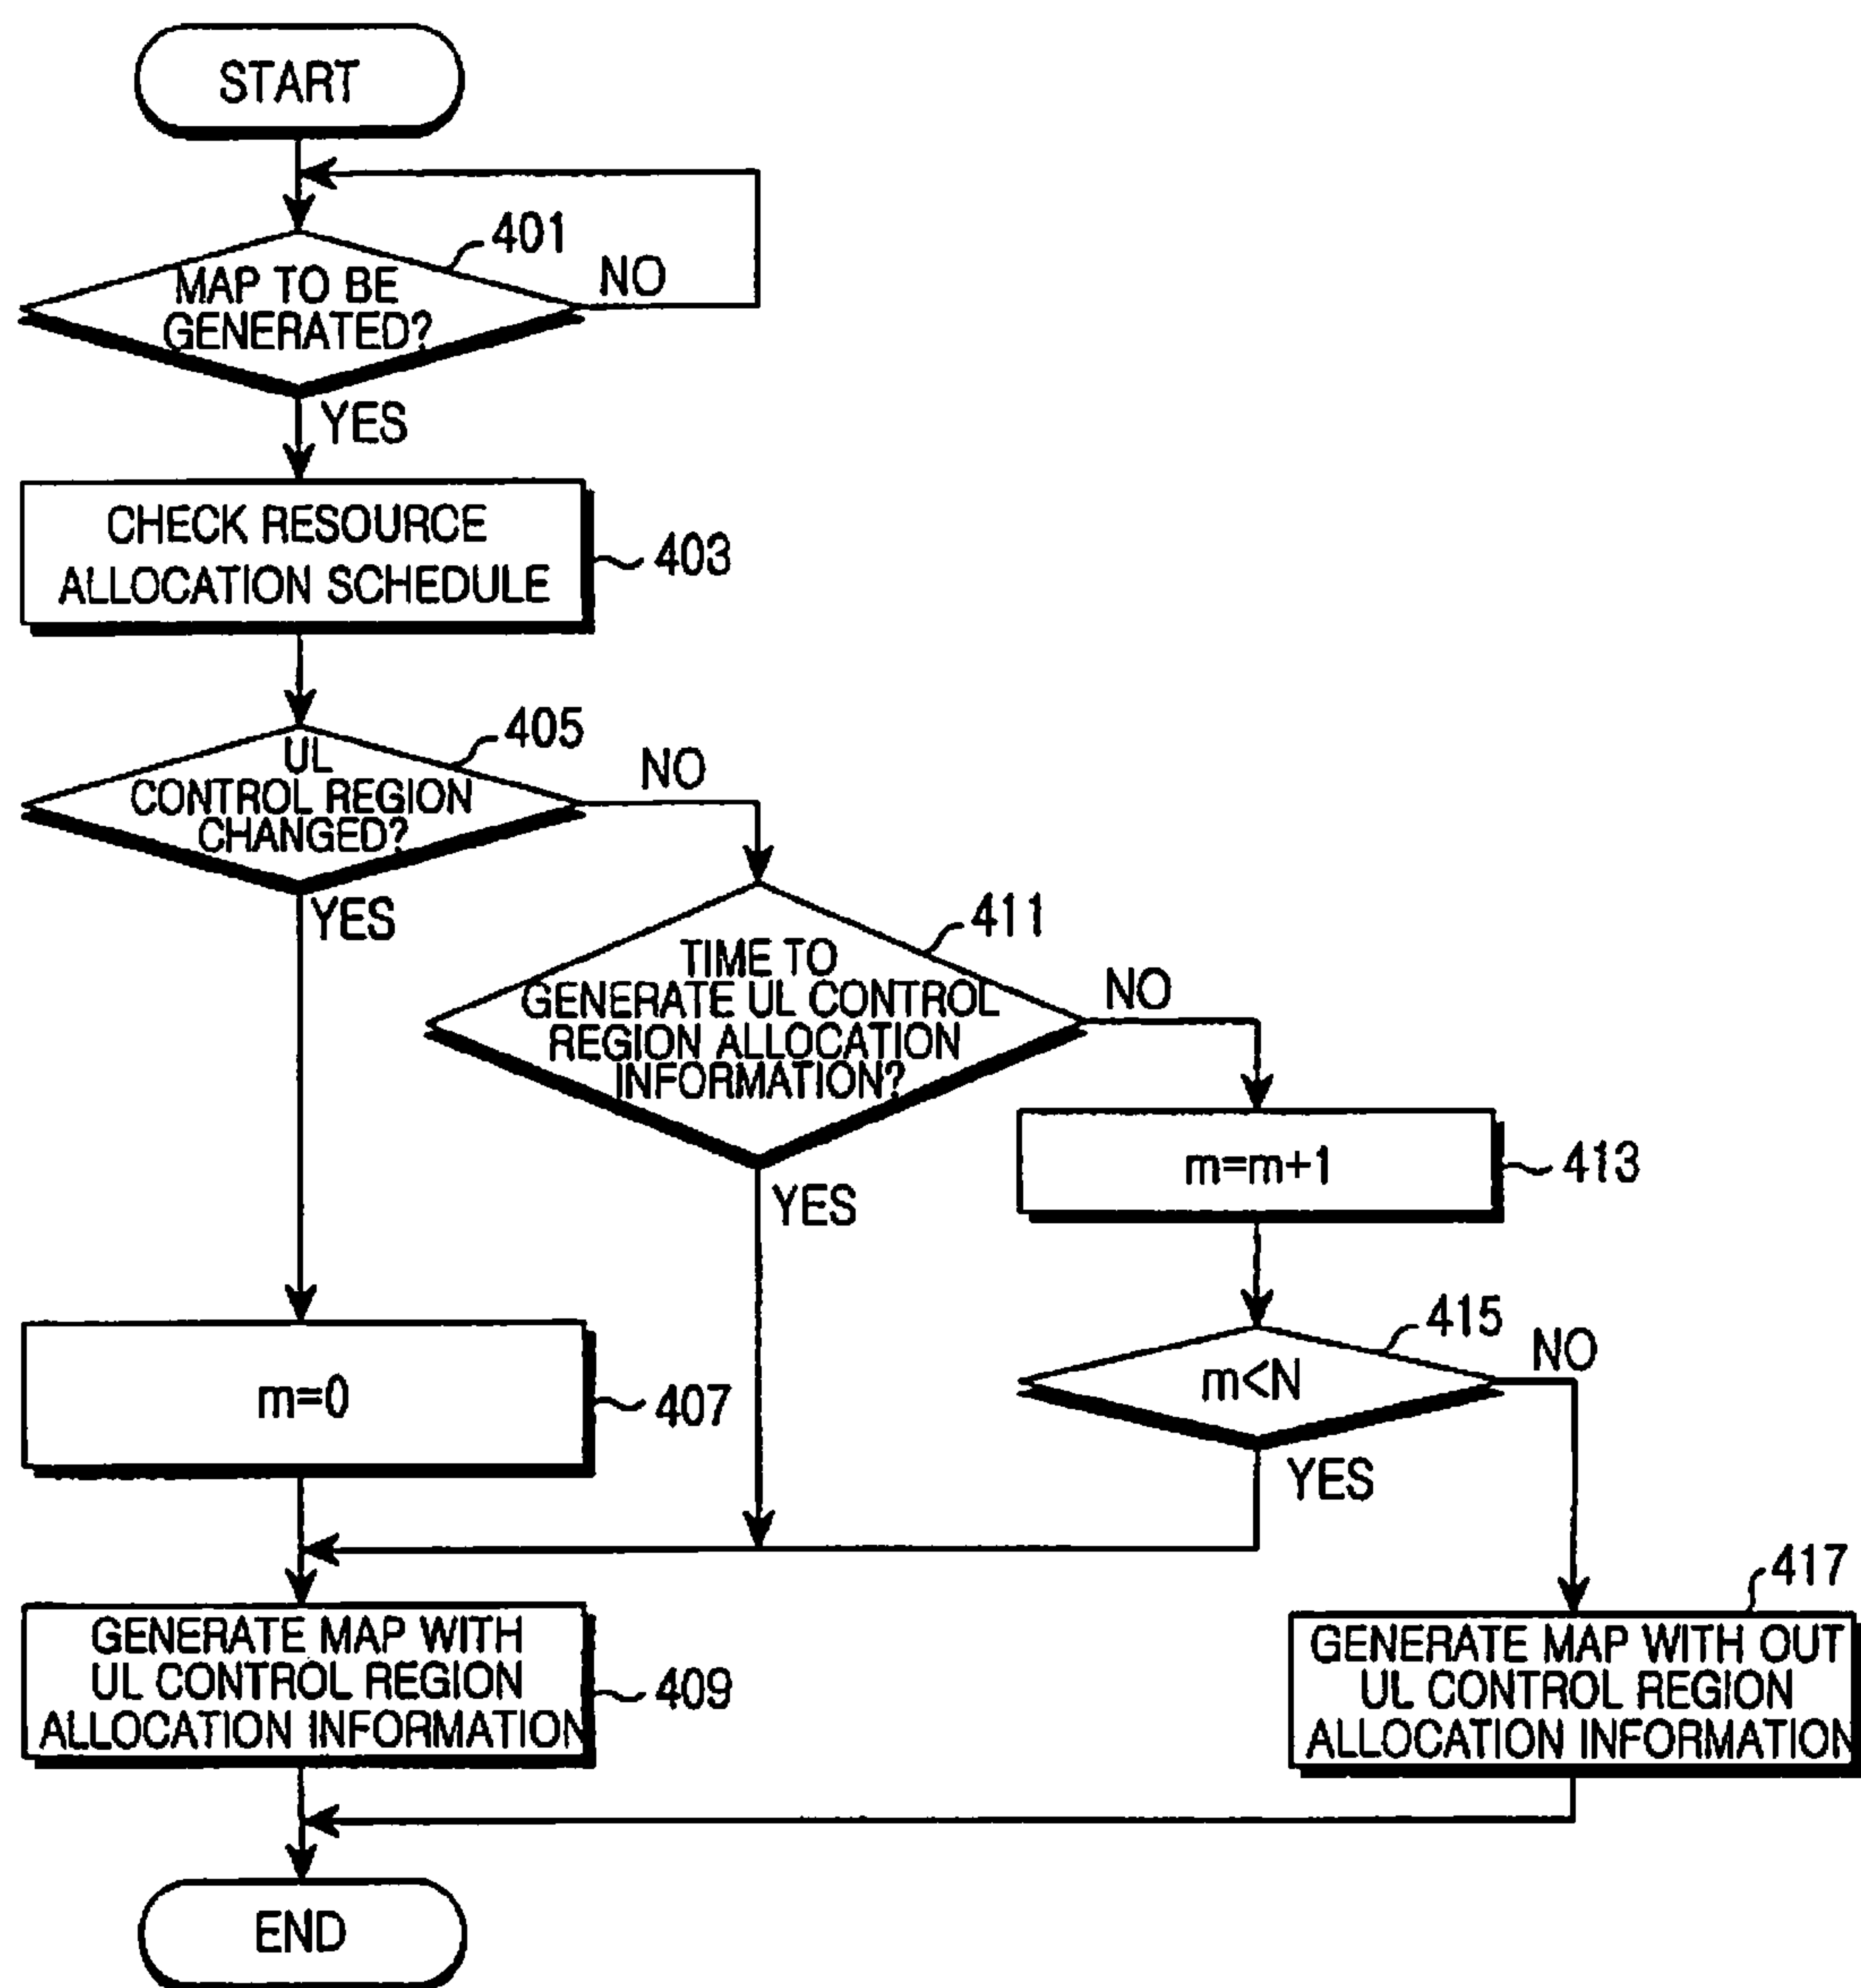 START
401
MAP TO BE
GENERATED?
NO
YES
CHECK RESOURCE
ALLOCATION SCHEDULE
403
405
UL
CONTROL REGION
CHANGED?
NO
YES
411
TIME TO
GENERATE UL CONTROL
REGION ALLOCATION
INFORMATION?
NO
YES
m=m+1
413
415
m<N
NO
YES
m=0
407
417
GENERATE MAP WITH
UL CONTROL REGION
ALLOCATION INFORMATION
409
GENERATE MAP WITH OUT
UL CONTROL REGION
ALLOCATION INFORMATION
END